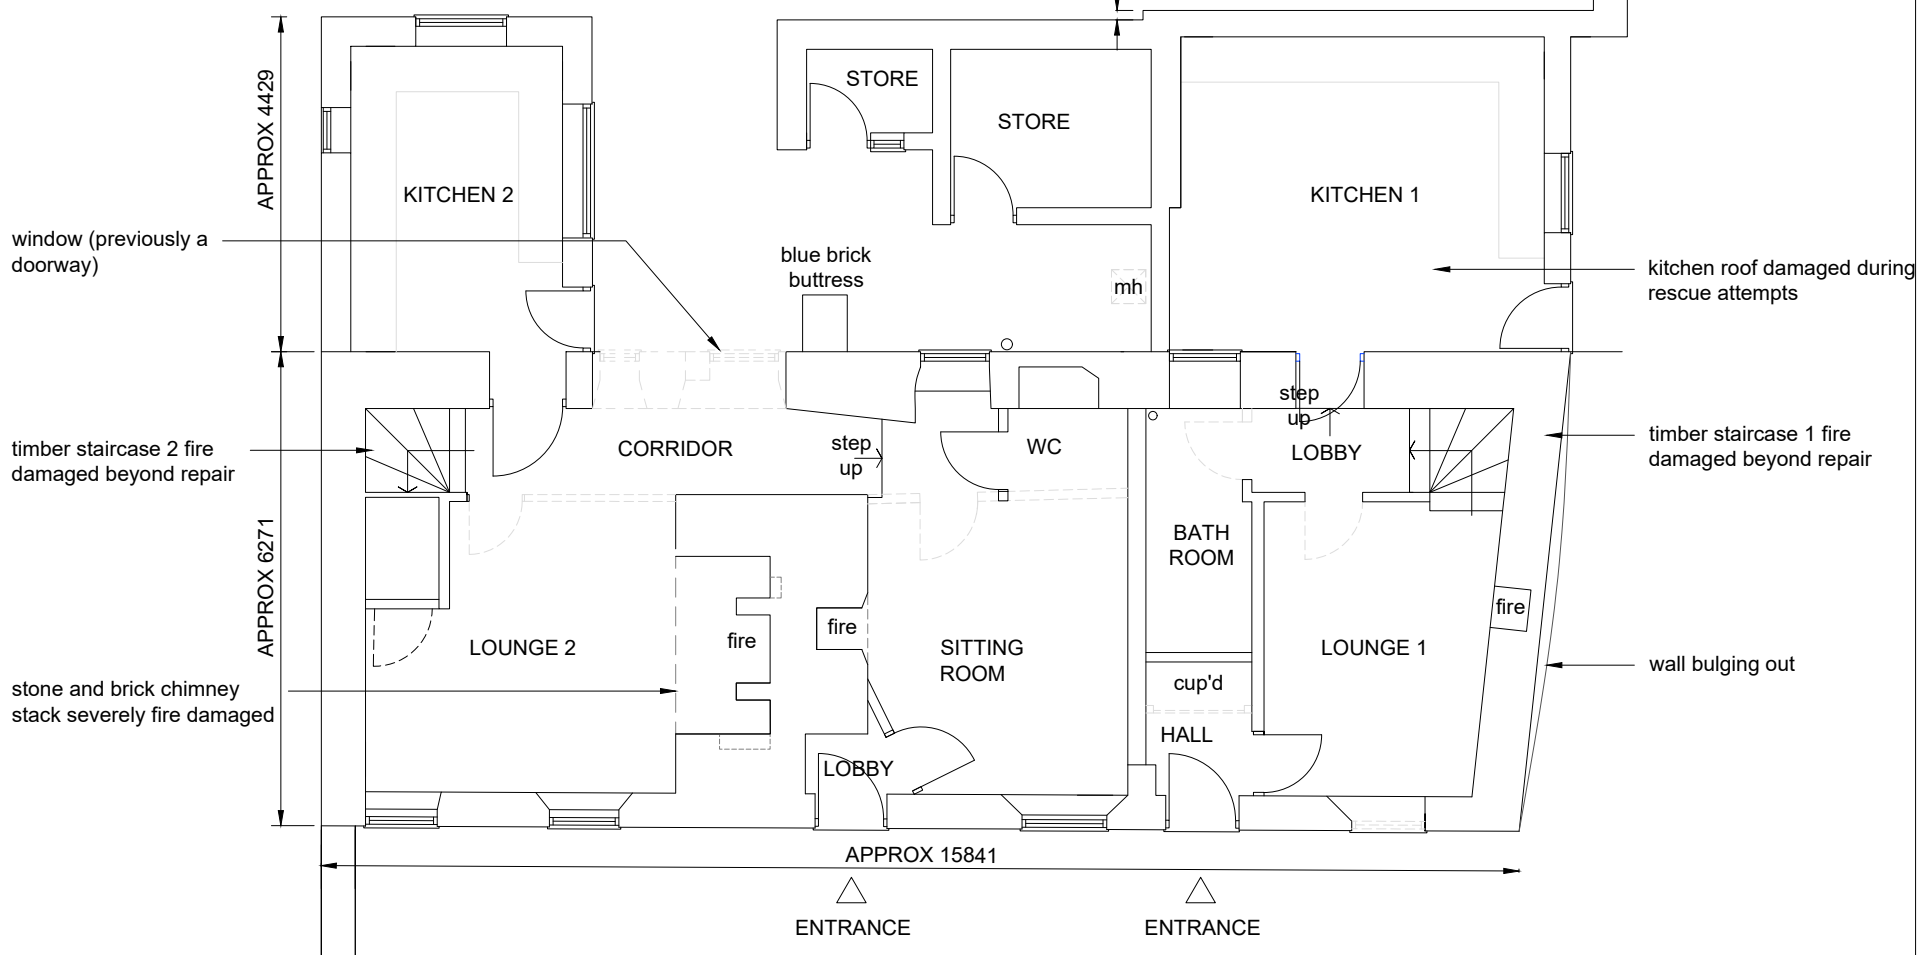 APPROX 4429
STORE
STORE
KITCHEN 2
KITCHEN 1
window (previously a
doorway)
blue brick
buttress
mh
kitchen roof damaged during
rescue attempts
step
up
timber staircase 2 fire
damaged beyond repair
CORRIDOR
step
up
WC
LOBBY
timber staircase 1 fire
damaged beyond repair
APPROX 6271
BATH
ROOM
fire
LOUNGE 2
fire
fire
SITTING
ROOM
LOUNGE 1
wall bulging out
stone and brick chimney
stack severely fire damaged
cup'd
HALL
LOBBY
APPROX 15841
ENTRANCE
ENTRANCE